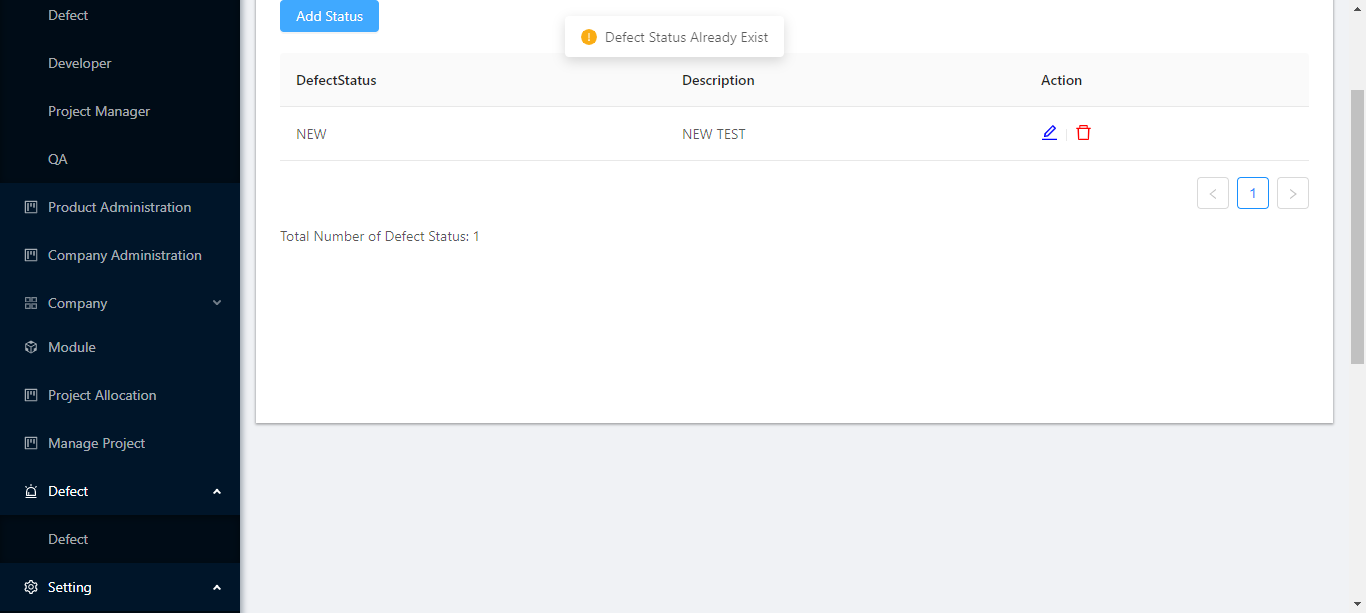 Defect
Developer
Project Manager
QA
Product Administration
Company Administration
Company
Module
Project Allocation
Manage Project
Defect
Defect
Setting
Add Status
Defect Status Already Exist
DefectStatus Description Action
NEW NEW TEST
< 1 >
Total Number of Defect Status: 1